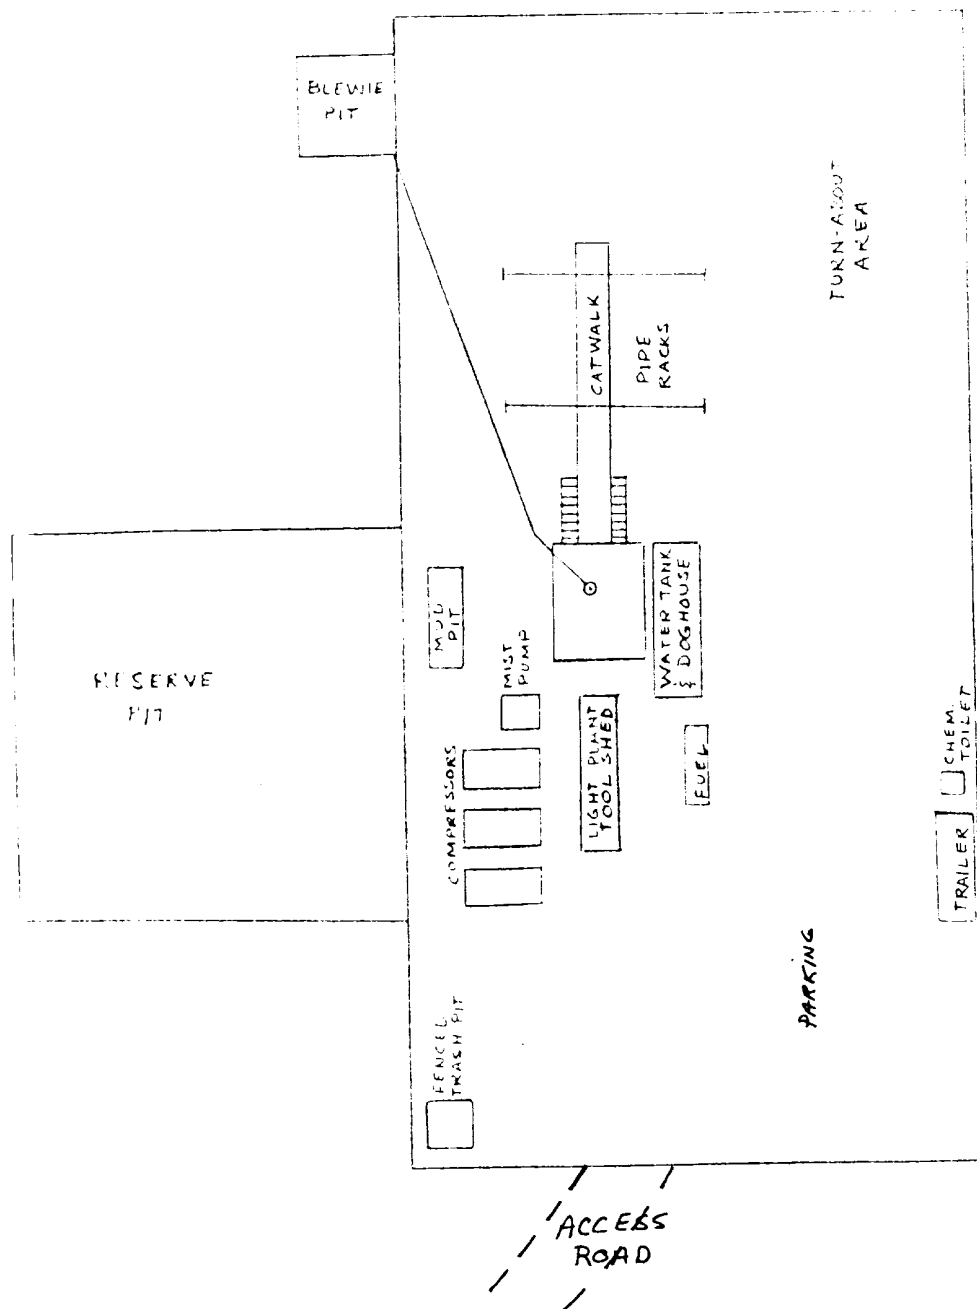 BLEWIE
PIT
TURN-ABOUT
AREA
CATWALK
PIPE
RACKS
RESERVE
PIT
MUD
PIT
MIST
PUMP
WATER TANK
& DOGHOUSE
COMPRESSORS
LIGHT PLANT
TOOL SHED
FUEL
CHEM.
TOILET
TRAILER
PARKING
FENCED
TRASH PIT
ACCESS
ROAD